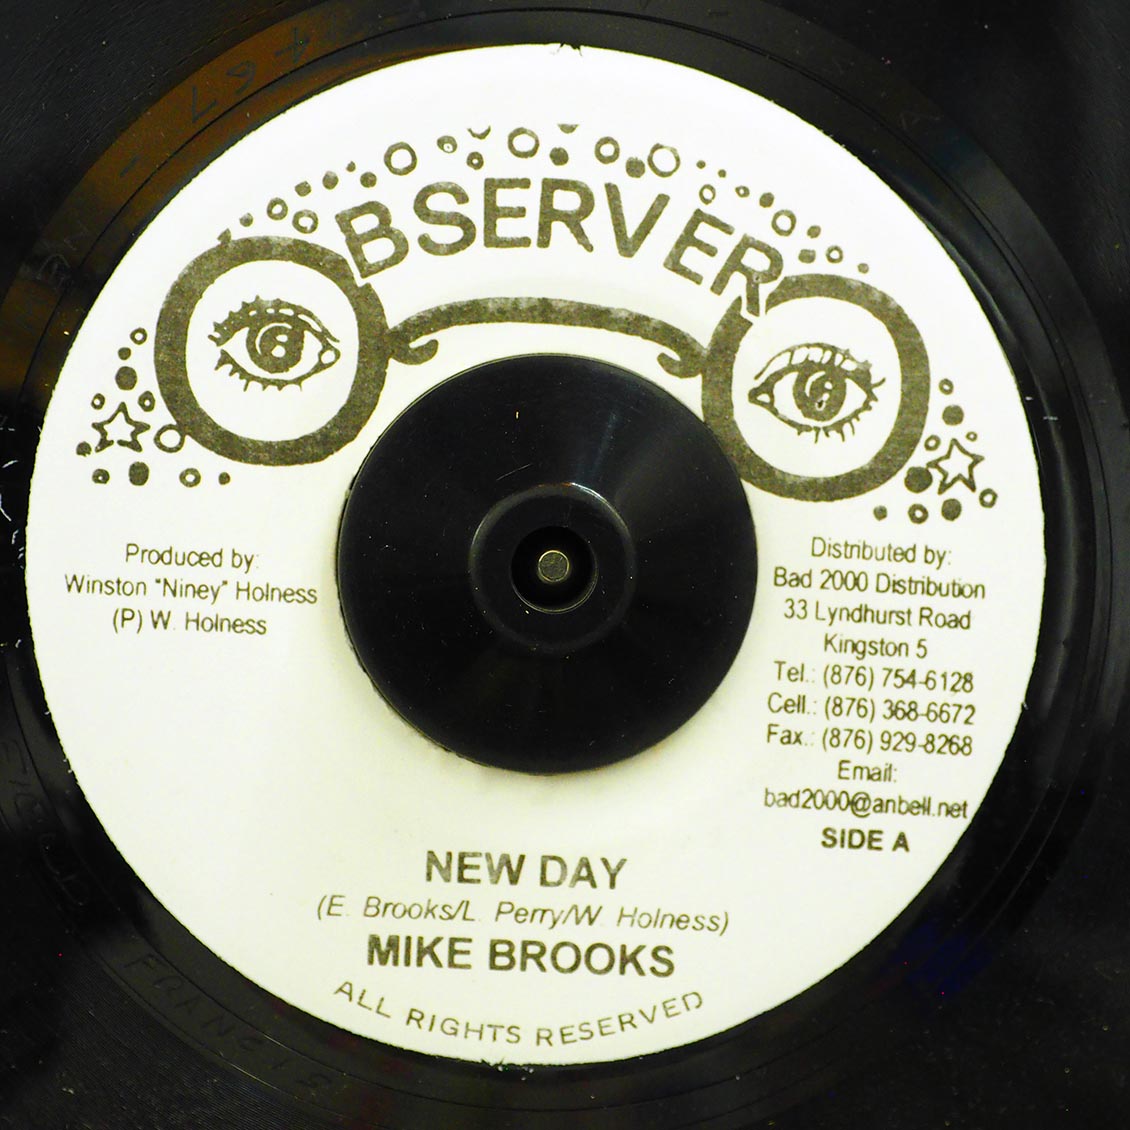 OBSERVER
Produced by:
Winston "Niney" Holness
(P) W. Holness
Distributed by:
Bad 2000 Distribution
33 Lyndhurst Road
Kingston 5
Tel.: (876) 754-6128
Cell.: (876) 368-6672
Fax.: (876) 929-8268
Email:
bad2000@anbell.net
SIDE A
NEW DAY
(E. Brooks/L. Perry/W. Holness)
MIKE BROOKS
ALL RIGHTS RESERVED
FRANCIS